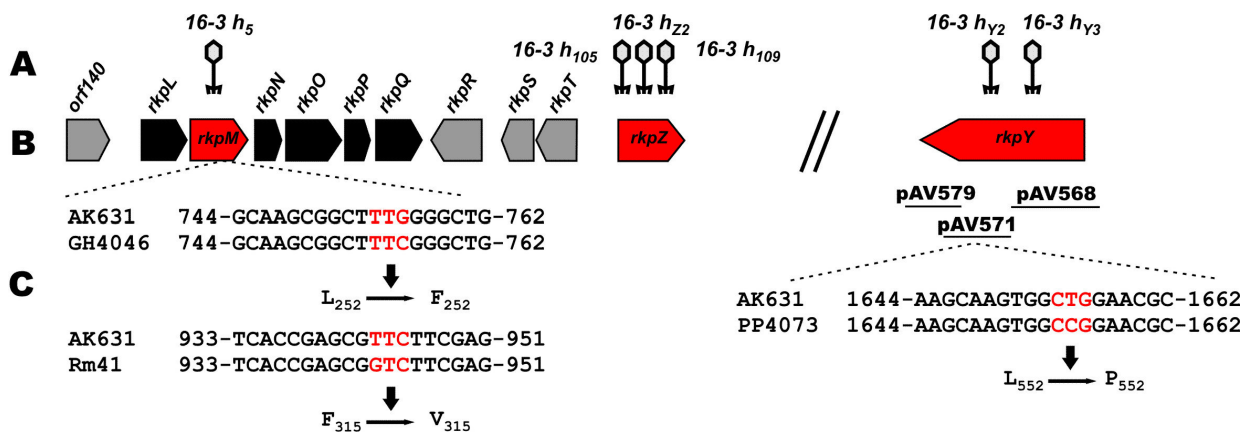 16-3 h5 16-3 hZ2 16-3 hY2 16-3 hY3
A 16-3 h105 16-3 h109
orf140 rkpL rkpN rkpO rkpP rkpQ rkpR rkpS rkpT
B rkpM rkpZ rkpY
pAV579 pAV568
pAV571
AK631 744-GCAAGCGGCTTTGGGGCTG-762
GH4046 744-GCAAGCGGCTTTCGGGCTG-762
C
L252 F252
AK631 1644-AAGCAAGTGGCTGGAACGC-1662
PP4073 1644-AAGCAAGTGGCCGGAACGC-1662
AK631 933-TCACCGAGCGTTCTTCGAG-951
Rm41 933-TCACCGAGCGGTCTTCGAG-951
L552 P552
F315 V315